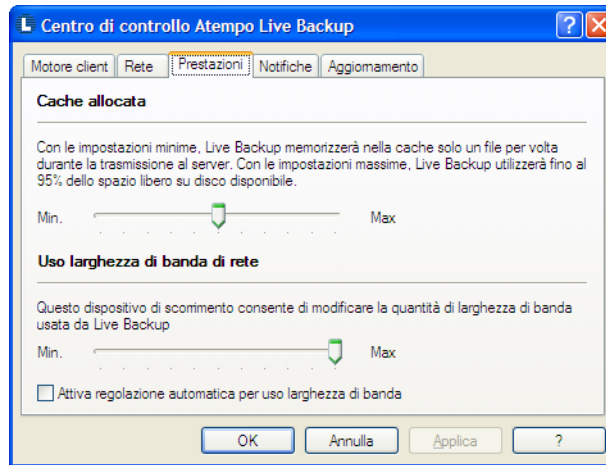 Centro di controllo Atempo Live Backup
Motore client Rete Prestazioni Notifiche Aggiornamento
Cache allocata
Con le impostazioni minime, Live Backup memorizzerà nella cache solo un file per volta
durante la trasmissione al server. Con le impostazioni massime, Live Backup utilizzerà fino al
95% dello spazio libero su disco disponibile.
Min. Max
Uso larghezza di banda di rete
Questo dispositivo di scorrimento consente di modificare la quantità di larghezza di banda
usata da Live Backup
Min. Max
Attiva regolazione automatica per uso larghezza di banda
OK Annulla Applica ?